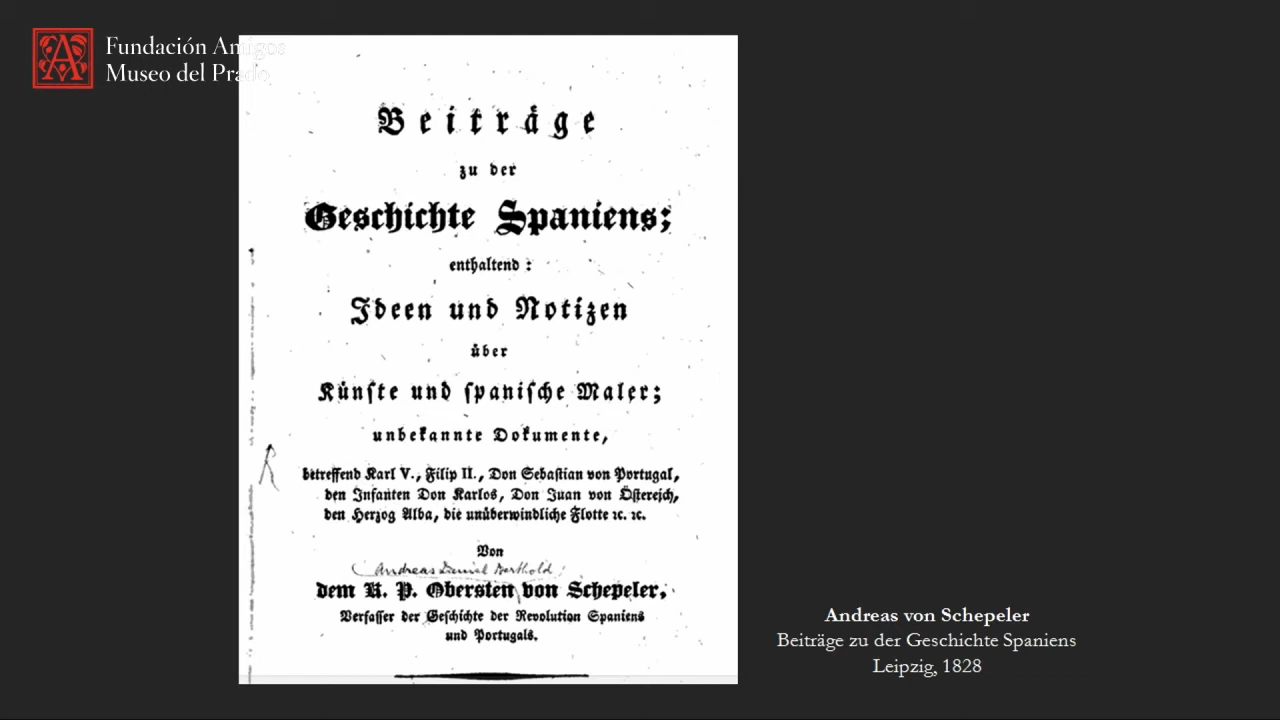 Fundación Amigos
Museo del Prado
Beiträge
zu der
Geschichte Spaniens;
enthaltend:
Ideen und Notizen
über
Künste und spanische Maler;
unbekannte Dokumente,
betreffend Karl V., Filip II., Don Sebastian von Portugal,
den Infanten Don Karlos, Don Juan von Östereich,
den Herzog Alba, die unüberwindliche Flotte ꝛc. ꝛc.
Von
(Andreas Daniel Berthold)
dem K. P. Obersten von Schepeler,
Verfasser der Geschichte der Revolution Spaniens
und Portugals.
R
Andreas von Schepeler
Beiträge zu der Geschichte Spaniens
Leipzig, 1828